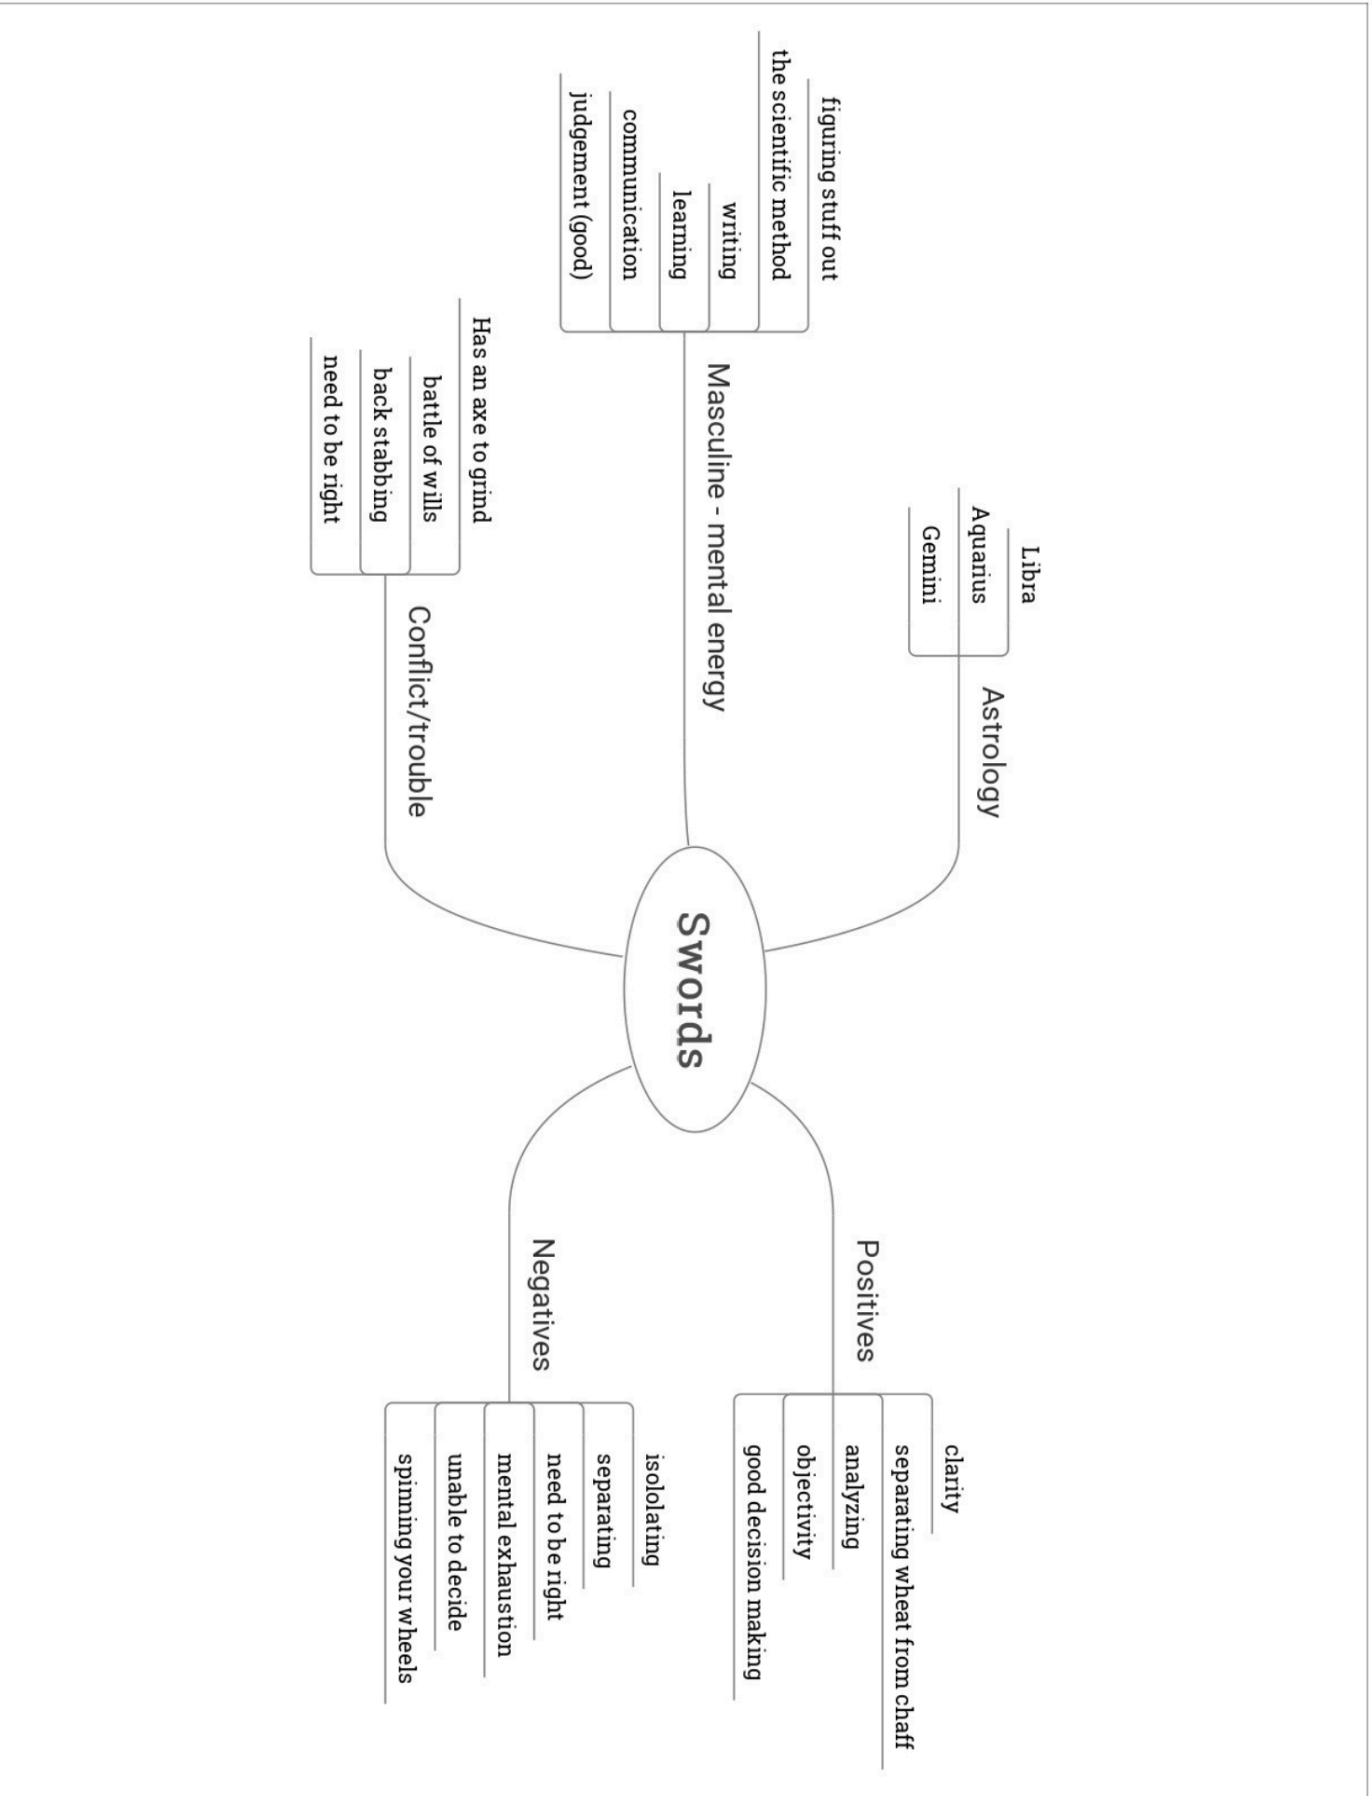 Swords
Astrology
Libra
Aquarius
Gemini
Masculine - mental energy
figuring stuff out
the scientific method
writing
learning
communication
judgement (good)
Conflict/trouble
Has an axe to grind
battle of wills
back stabbing
need to be right
Positives
clarity
separating wheat from chaff
analyzing
objectivity
good decision making
Negatives
isololating
separating
need to be right
mental exhaustion
unable to decide
spinning your wheels